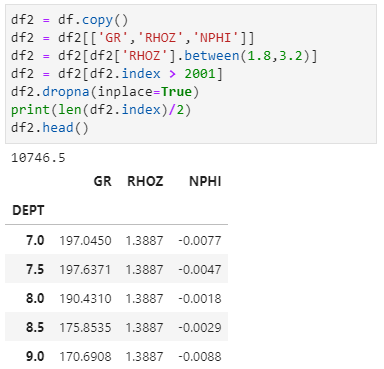 df2 = df.copy()
df2 = df2[['GR','RHOZ','NPHI']]
df2 = df2[df2['RHOZ'].between(1.8,3.2)]
df2 = df2[df2.index > 2001]
df2.dropna(inplace=True)
print(len(df2.index)/2)
df2.head()
10746.5
GR RHOZ NPHI
DEPT
7.0 197.0450 1.3887 -0.0077
7.5 197.6371 1.3887 -0.0047
8.0 190.4310 1.3887 -0.0018
8.5 175.8535 1.3887 -0.0029
9.0 170.6908 1.3887 -0.0088